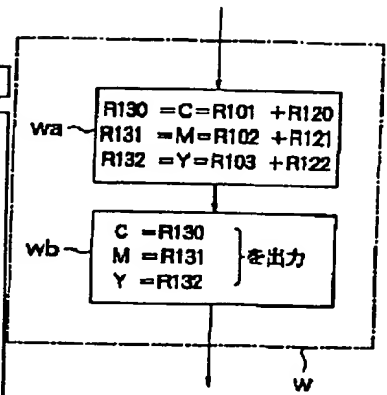 wa
R130 =C=R101 +R120
R131 =M=R102 +R121
R132 =Y=R103 +R122
wb
C =R130
M =R131 }を出力
Y =R132
w